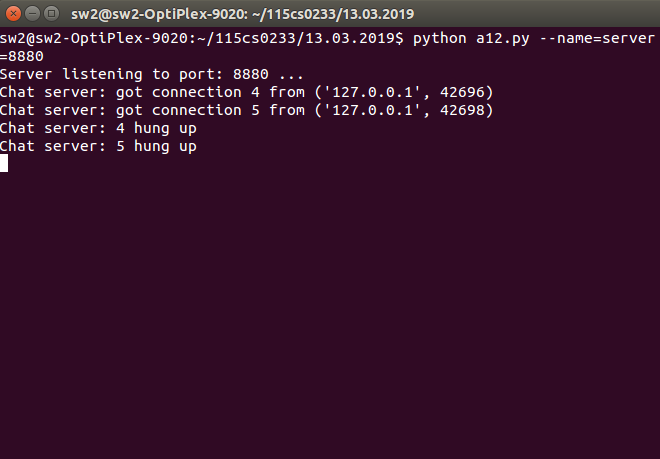 sw2@sw2-OptiPlex-9020: ~/115cs0233/13.03.2019
sw2@sw2-OptiPlex-9020:~/115cs0233/13.03.2019$ python a12.py --name=server
=8880
Server listening to port: 8880 ...
Chat server: got connection 4 from ('127.0.0.1', 42696)
Chat server: got connection 5 from ('127.0.0.1', 42698)
Chat server: 4 hung up
Chat server: 5 hung up